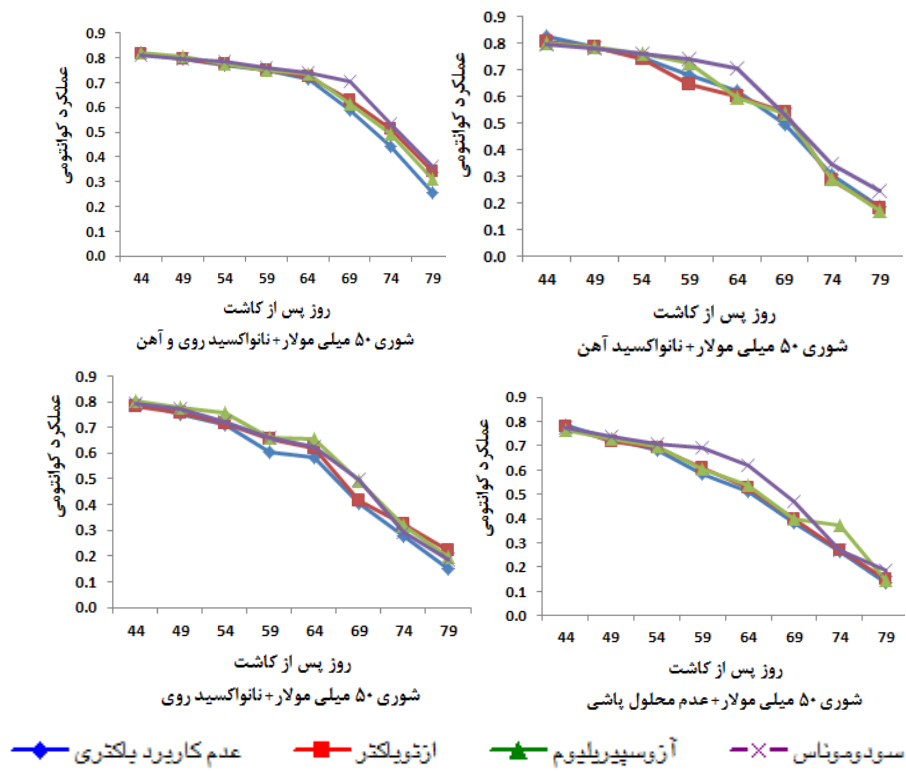 عملکرد کوانتومی
0.9
0.8
0.7
0.6
0.5
0.4
0.3
0.2
0.1
0.0
44 49 54 59 64 69 74 79
روز پس از کاشت
شوری ۵۰ میلی مولار+ نانواکسید آهن
عملکرد کوانتومی
0.9
0.8
0.7
0.6
0.5
0.4
0.3
0.2
0.1
0.0
44 49 54 59 64 69 74 79
روز پس از کاشت
شوری ۵۰ میلی مولار+ نانواکسید روی و آهن
عملکرد کوانتومی
0.9
0.8
0.7
0.6
0.5
0.4
0.3
0.2
0.1
0.0
44 49 54 59 64 69 74 79
روز پس از کاشت
شوری ۵۰ میلی مولار+ عدم محلول پاشی
عملکرد کوانتومی
0.9
0.8
0.7
0.6
0.5
0.4
0.3
0.2
0.1
0.0
44 49 54 59 64 69 74 79
روز پس از کاشت
شوری ۵۰ میلی مولار+ نانواکسید روی
عدم کاربرد باکتری ازتوباکتر آزوسپیریلیوم سودوموناس